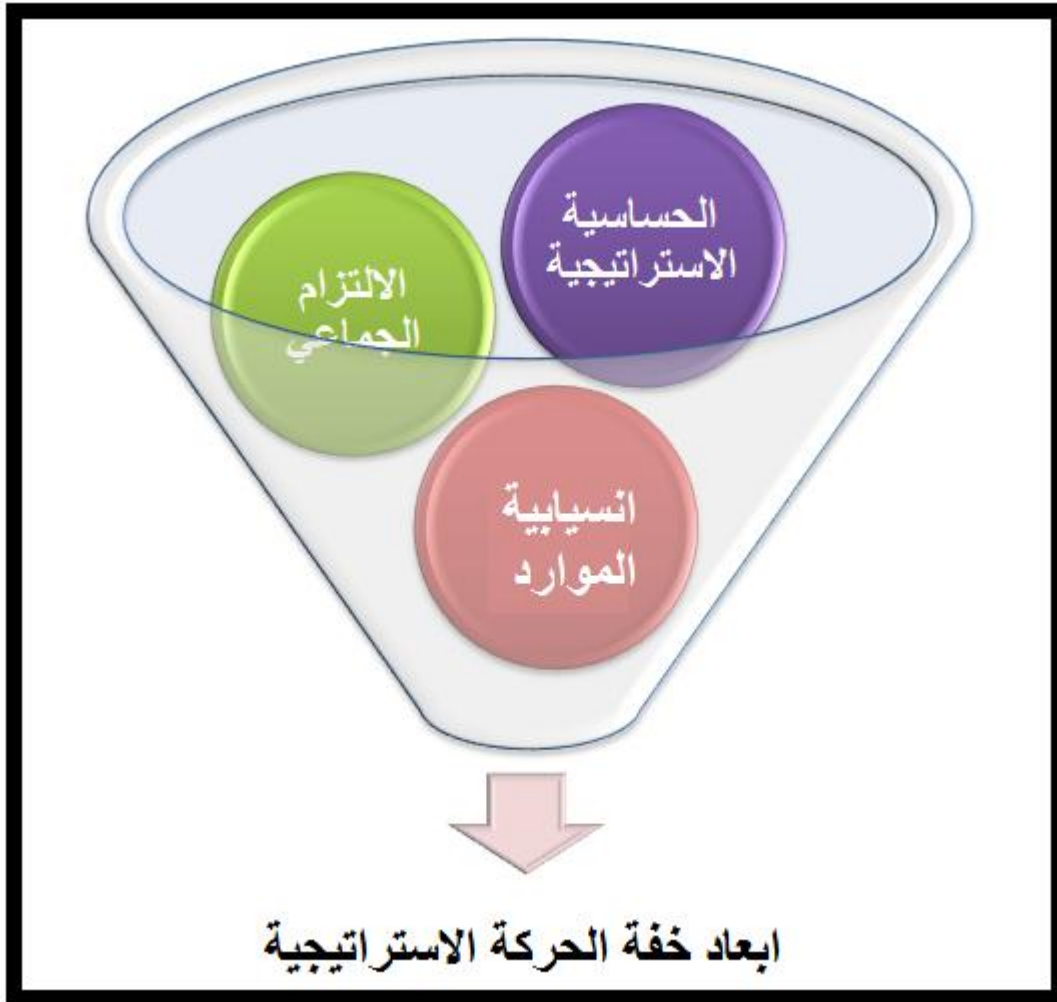 الحساسية
الاستراتيجية
الالتزام
الجماعي
انسيابية
الموارد
ابعاد خفة الحركة الاستراتيجية